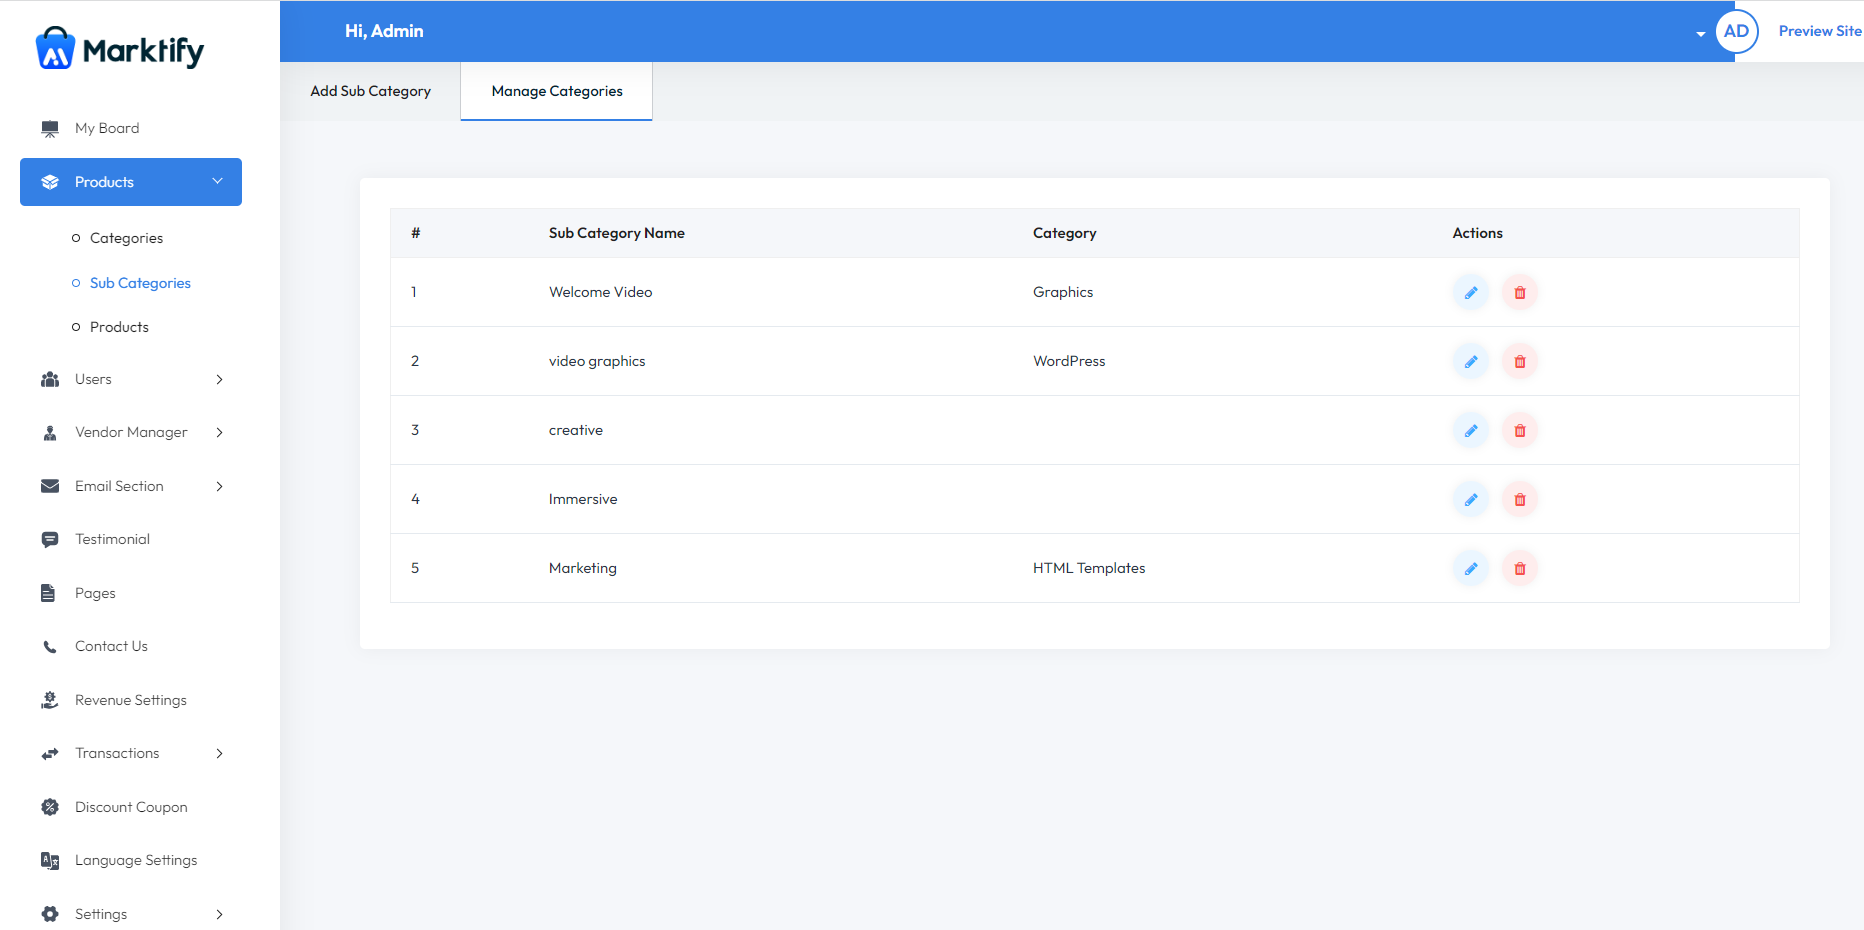 Marktify
Hi, Admin
AD
Preview Site
Add Sub Category
Manage Categories
My Board
Products
Categories
Sub Categories
Products
Users
Vendor Manager
Email Section
Testimonial
Pages
Contact Us
Revenue Settings
Transactions
Discount Coupon
Language Settings
Settings
# Sub Category Name Category Actions
1 Welcome Video Graphics
2 video graphics WordPress
3 creative
4 Immersive
5 Marketing HTML Templates